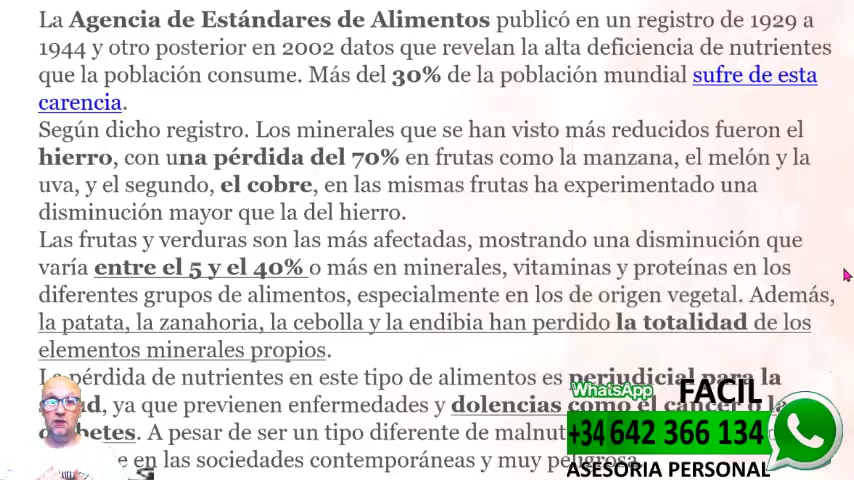 La Agencia de Estándares de Alimentos publicó en un registro de 1929 a
1944 y otro posterior en 2002 datos que revelan la alta deficiencia de nutrientes
que la población consume. Más del 30% de la población mundial sufre de esta
carencia.
Según dicho registro. Los minerales que se han visto más reducidos fueron el
hierro, con una pérdida del 70% en frutas como la manzana, el melón y la
uva, y el segundo, el cobre, en las mismas frutas ha experimentado una
disminución mayor que la del hierro.
Las frutas y verduras son las más afectadas, mostrando una disminución que
varía entre el 5 y el 40% o más en minerales, vitaminas y proteínas en los
diferentes grupos de alimentos, especialmente en los de origen vegetal. Además,
la patata, la zanahoria, la cebolla y la endibia han perdido la totalidad de los
elementos minerales propios.
La pérdida de nutrientes en este tipo de alimentos es perjudicial para la
ya que previenen enfermedades y dolencias como el cáncer o la
A pesar de ser un tipo diferente de
en las sociedades contemporáneas y muy peligrosa.
WhatsApp FACIL
+34 642 366 134
ASESORIA PERSONAL